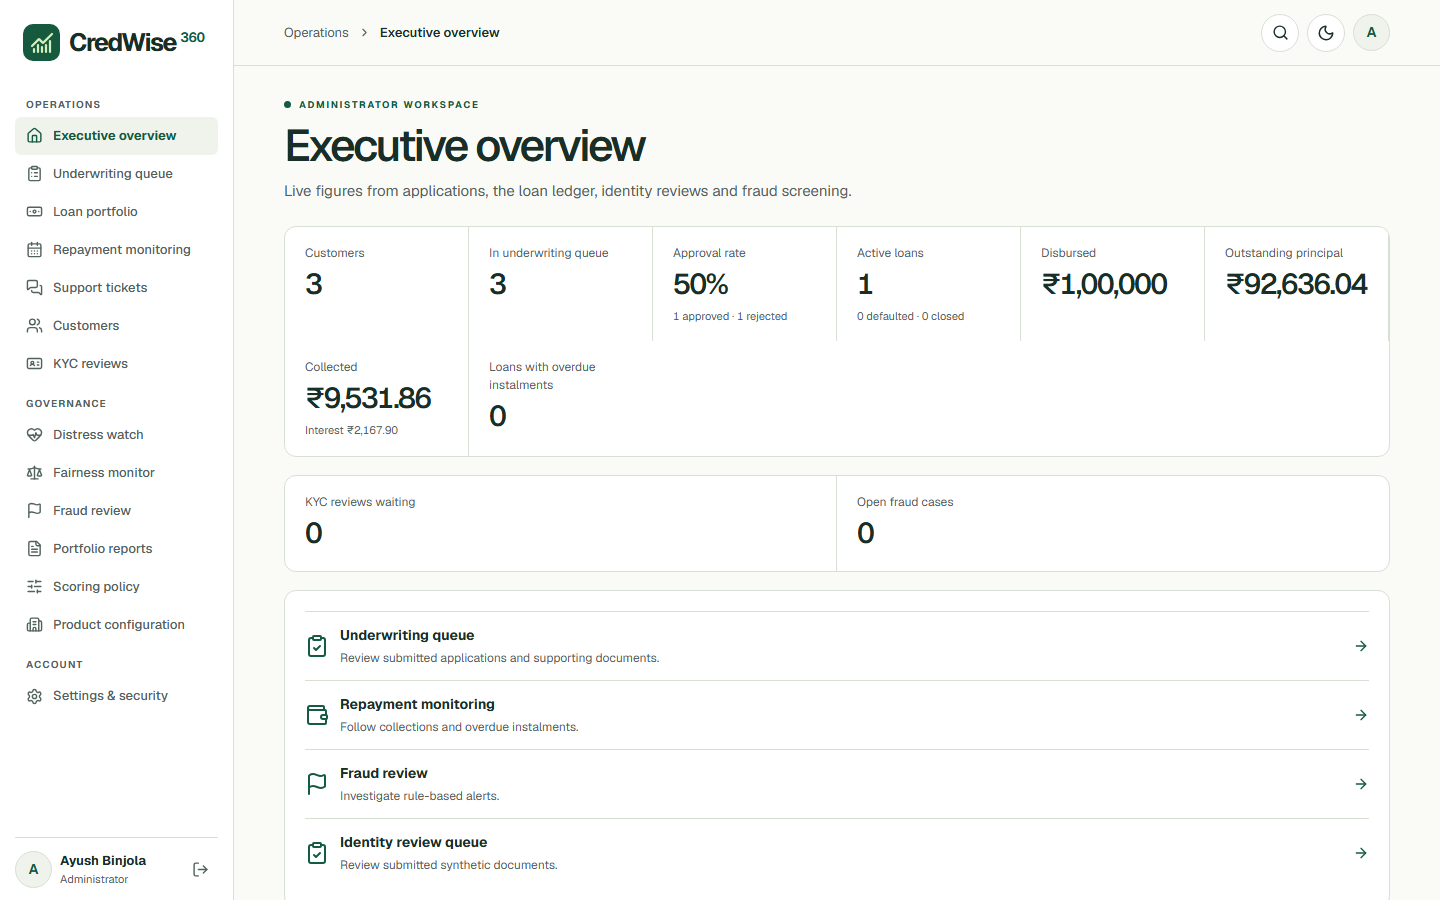 CredWise 360
OPERATIONS
Executive overview
Underwriting queue
Loan portfolio
Repayment monitoring
Support tickets
Customers
KYC reviews
GOVERNANCE
Distress watch
Fairness monitor
Fraud review
Portfolio reports
Scoring policy
Product configuration
ACCOUNT
Settings & security
A
Ayush Binjola
Administrator
Operations > Executive overview
A
ADMINISTRATOR WORKSPACE
Executive overview
Live figures from applications, the loan ledger, identity reviews and fraud screening.
Customers
3
In underwriting queue
3
Approval rate
50%
1 approved · 1 rejected
Active loans
1
0 defaulted · 0 closed
Disbursed
₹1,00,000
Outstanding principal
₹92,636.04
Collected
₹9,531.86
Interest ₹2,167.90
Loans with overdue
instalments
0
KYC reviews waiting
0
Open fraud cases
0
Underwriting queue
Review submitted applications and supporting documents.
Repayment monitoring
Follow collections and overdue instalments.
Fraud review
Investigate rule-based alerts.
Identity review queue
Review submitted synthetic documents.